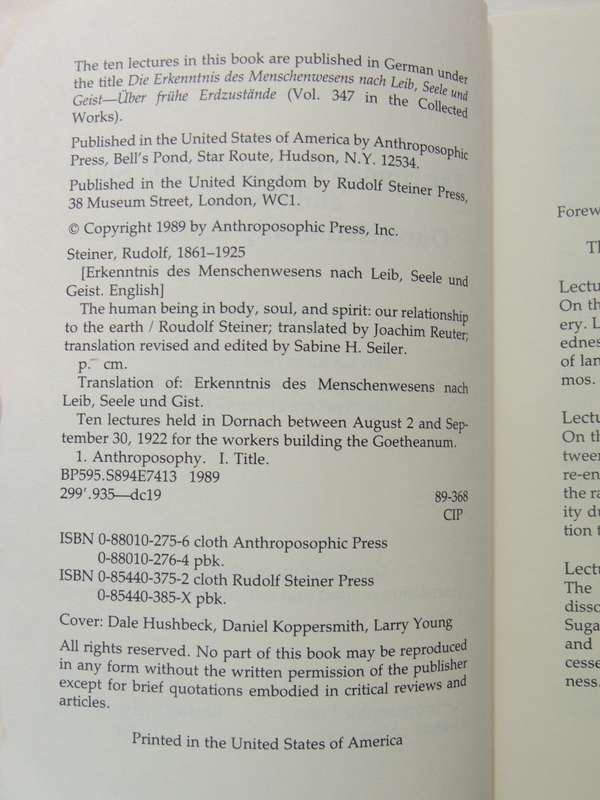 The ten lectures in this book are published in German under
the title Die Erkenntnis des Menschenwesens nach Leib, Seele und
Geist—Über frühe Erdzustände (Vol. 347 in the Collected
Works).
Published in the United States of America by Anthroposophic
Press, Bell's Pond, Star Route, Hudson, N.Y. 12534.
Published in the United Kingdom by Rudolf Steiner Press,
38 Museum Street, London, WC1.
© Copyright 1989 by Anthroposophic Press, Inc.
Steiner, Rudolf, 1861–1925
[Erkenntnis des Menschenwesens nach Leib, Seele und
Geist. English]
The human being in body, soul, and spirit: our relationship
to the earth / Roudolf Steiner; translated by Joachim Reuter;
translation revised and edited by Sabine H. Seiler.
p. cm.
Translation of: Erkenntnis des Menschenwesens nach
Leib, Seele und Gist.
Ten lectures held in Dornach between August 2 and Sep-
tember 30, 1922 for the workers building the Goetheanum.
1. Anthroposophy. I. Title.
BP595.S894E7413 1989
299'.935—dc19 89-368
CIP
ISBN 0-88010-275-6 cloth Anthroposophic Press
0-88010-276-4 pbk.
ISBN 0-85440-375-2 cloth Rudolf Steiner Press
0-85440-385-X pbk.
Cover: Dale Hushbeck, Daniel Koppersmith, Larry Young
All rights reserved. No part of this book may be reproduced
in any form without the written permission of the publisher
except for brief quotations embodied in critical reviews and
articles.
Printed in the United States of America
Forew
Th
Lectu
On th
ery. L
ednes
of lan
mos.
Lectu
On th
tween
re-en
the ra
ity du
tion t
Lectu
The
disso
Suga
and
cesse
ness.